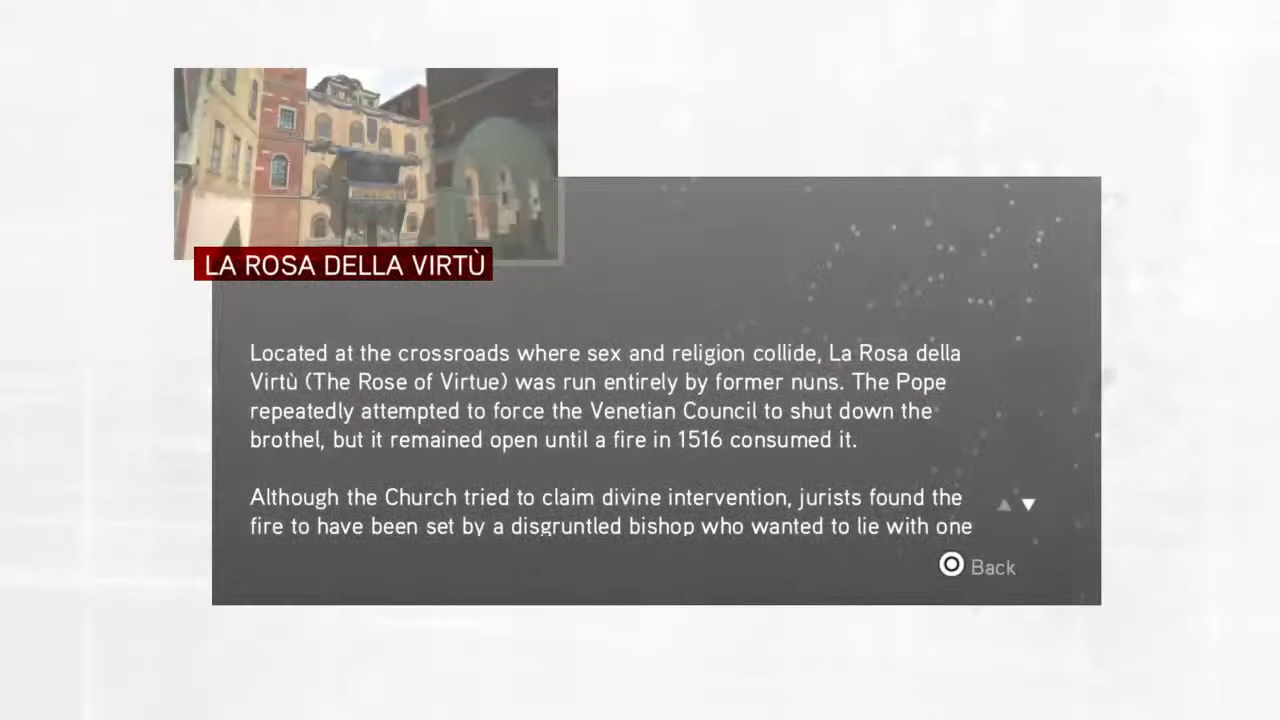 LA ROSA DELLA VIRTÙ
Located at the crossroads where sex and religion collide, La Rosa della
Virtù (The Rose of Virtue) was run entirely by former nuns. The Pope
repeatedly attempted to force the Venetian Council to shut down the
brothel, but it remained open until a fire in 1516 consumed it.
Although the Church tried to claim divine intervention, jurists found the
fire to have been set by a disgruntled bishop who wanted to lie with one
Back